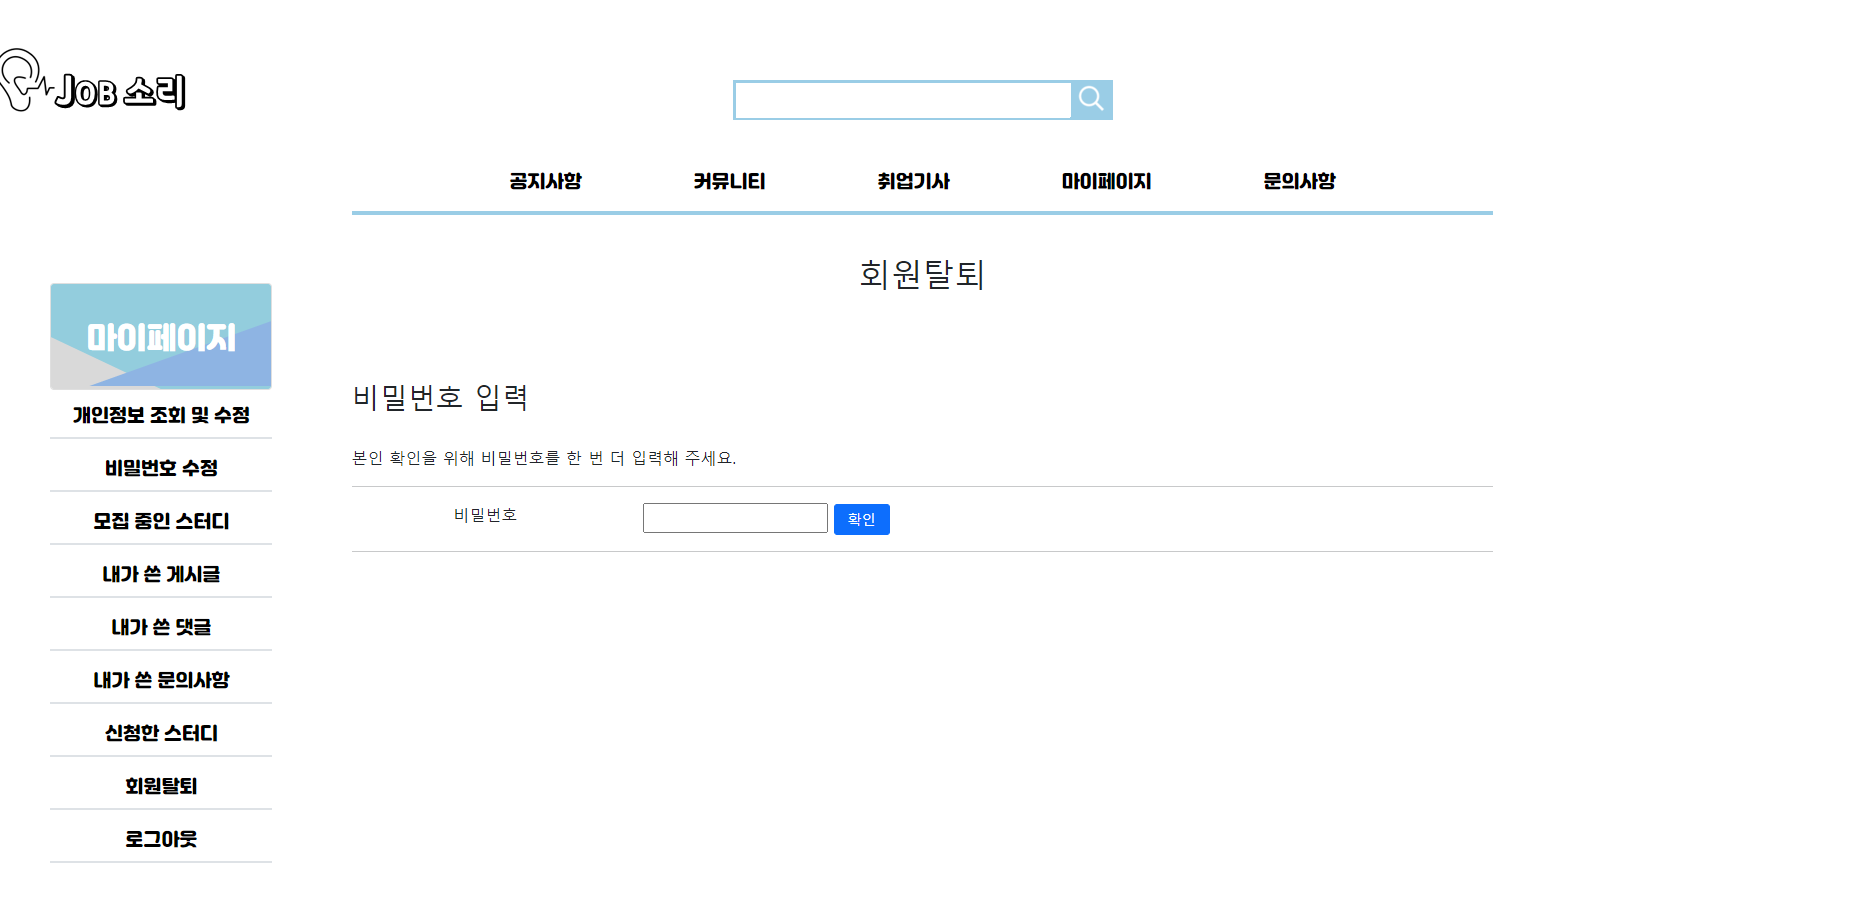 JOB 소리
공지사항 커뮤니티 취업기사 마이페이지 문의사항
회원탈퇴
마이페이지
개인정보 조회 및 수정
비밀번호 수정
모집 중인 스터디
내가 쓴 게시글
내가 쓴 댓글
내가 쓴 문의사항
신청한 스터디
회원탈퇴
로그아웃
비밀번호 입력
본인 확인을 위해 비밀번호를 한 번 더 입력해 주세요.
비밀번호 확인